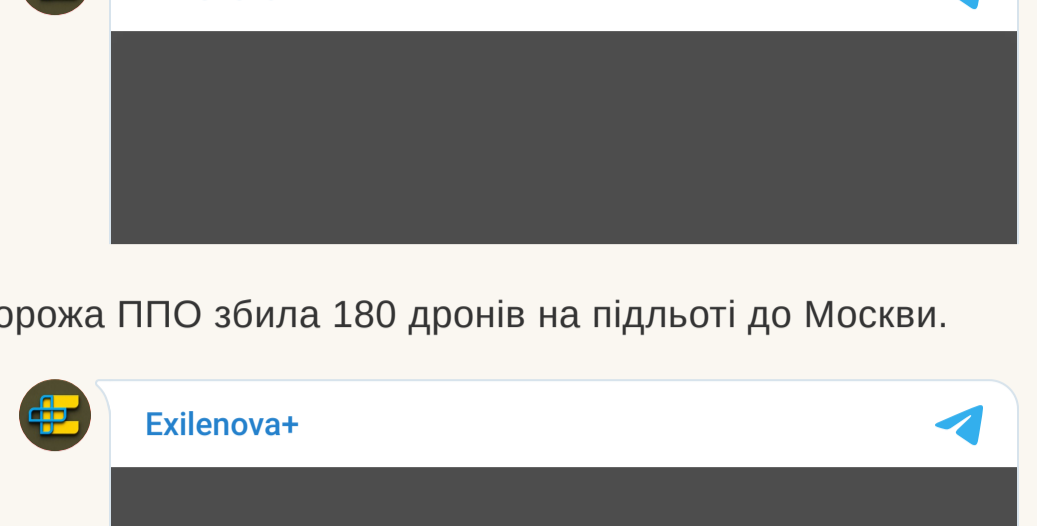 орожа ППО збила 180 дронів на підльоті до Москви.
Exilenova+